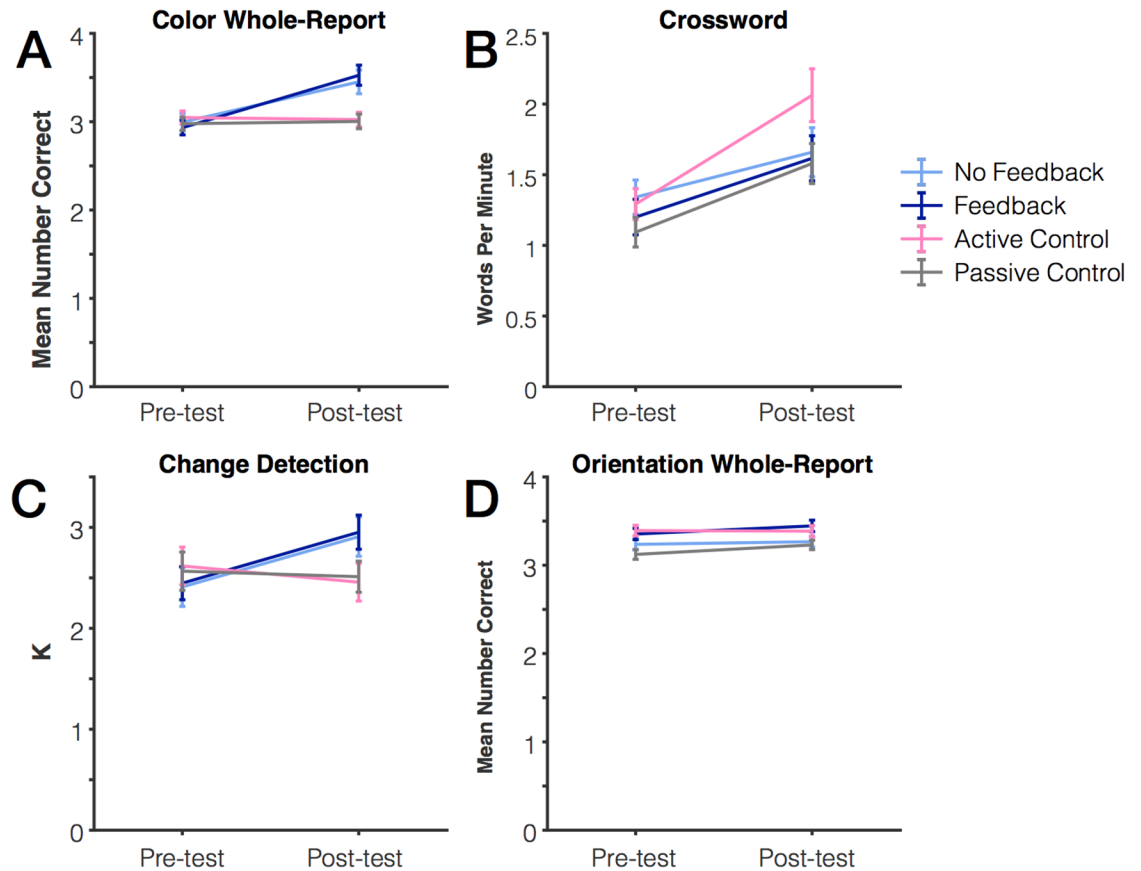 A
Color Whole-Report
Mean Number Correct
4
3
2
1
0
Pre-test
Post-test
B
Crossword
Words Per Minute
2.5
2
1.5
1
0.5
0
Pre-test
Post-test
No Feedback
Feedback
Active Control
Passive Control
C
Change Detection
K
3
2
1
0
Pre-test
Post-test
D
Orientation Whole-Report
Mean Number Correct
4
3
2
1
0
Pre-test
Post-test